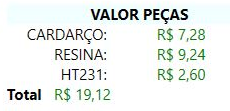 VALOR PEÇAS
CARDARÇO: R$ 7,28
RESINA: R$ 9,24
HT231: R$ 2,60
Total R$ 19,12